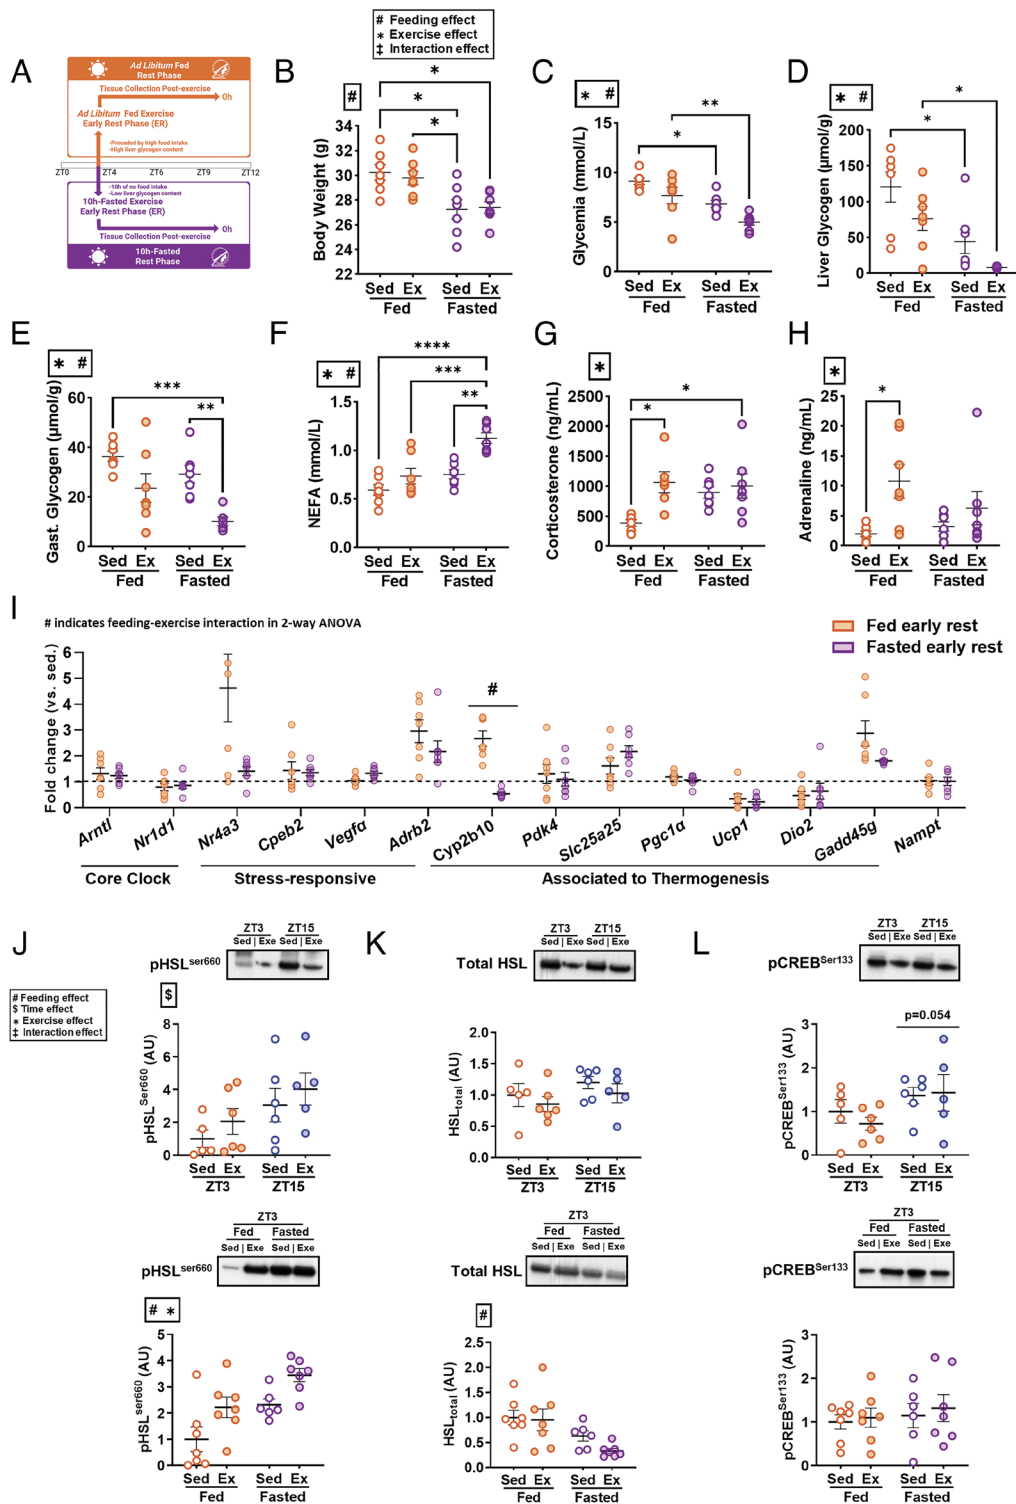 # Feeding effect
* Exercise effect
‡ Interaction effect
A
Ad Libitum Fed
Rest Phase
Tissue Collection Post-exercise
0h
Ad Libitum Fed Exercise
Early Rest Phase (ER)
-Preceded by high food intake
-High liver glycogen content
ZT0 ZT4 ZT6 ZT9 ZT12
-10h of no food intake
-Low liver glycogen content
10h-Fasted Exercise
Early Rest Phase (ER)
0h
Tissue Collection Post-exercise
10h-Fasted
Rest Phase
B
#
*
*
*
Body Weight (g)
34
32
30
28
26
24
22
Sed Ex Sed Ex
Fed Fasted
C
* #
**
*
Glycemia (mmol/L)
15
10
5
0
Sed Ex Sed Ex
Fed Fasted
D
* #
*
*
Liver Glycogen (µmol/g)
200
150
100
50
0
Sed Ex Sed Ex
Fed Fasted
E
* #
***
**
Gast. Glycogen (µmol/g)
60
40
20
0
Sed Ex Sed Ex
Fed Fasted
F
* #
****
***
**
NEFA (mmol/L)
1.5
1.0
0.5
0.0
Sed Ex Sed Ex
Fed Fasted
G
*
*
*
Corticosterone (ng/mL)
2500
2000
1500
1000
500
0
Sed Ex Sed Ex
Fed Fasted
H
*
*
Adrenaline (ng/mL)
25
20
15
10
5
0
Sed Ex Sed Ex
Fed Fasted
I
# indicates feeding-exercise interaction in 2-way ANOVA
Fed early rest
Fasted early rest
Fold change (vs. sed.)
6
5
4
3
2
1
0
#
Arntl Nr1d1 Nr4a3 Cpeb2 Vegfα Adrb2 Cyp2b10 Pdk4 Slc25a25 Pgc1α Ucp1 Dio2 Gadd45g Nampt
Core Clock Stress-responsive Associated to Thermogenesis
J
ZT3 ZT15
Sed | Exe Sed | Exe
pHSLser660
# Feeding effect
$ Time effect
* Exercise effect
‡ Interaction effect
$
pHSLSer660 (AU)
8
6
4
2
0
Sed Ex Sed Ex
ZT3 ZT15
ZT3
Fed Fasted
Sed | Exe Sed | Exe
pHSLser660
# *
pHSLser660 (AU)
5
4
3
2
1
0
Sed Ex Sed Ex
Fed Fasted
K
ZT3 ZT15
Sed | Exe Sed | Exe
Total HSL
HSLtotal (AU)
2.0
1.5
1.0
0.5
0.0
Sed Ex Sed Ex
ZT3 ZT15
ZT3
Fed Fasted
Sed | Exe Sed | Exe
Total HSL
#
HSLtotal (AU)
2.5
2.0
1.5
1.0
0.5
0.0
Sed Ex Sed Ex
Fed Fasted
L
ZT3 ZT15
Sed | Exe Sed | Exe
pCREBSer133
p=0.054
pCREBSer133 (AU)
3
2
1
0
Sed Ex Sed Ex
ZT3 ZT15
ZT3
Fed Fasted
Sed | Exe Sed | Exe
pCREBSer133
pCREBSer133 (AU)
3
2
1
0
Sed Ex Sed Ex
Fed Fasted